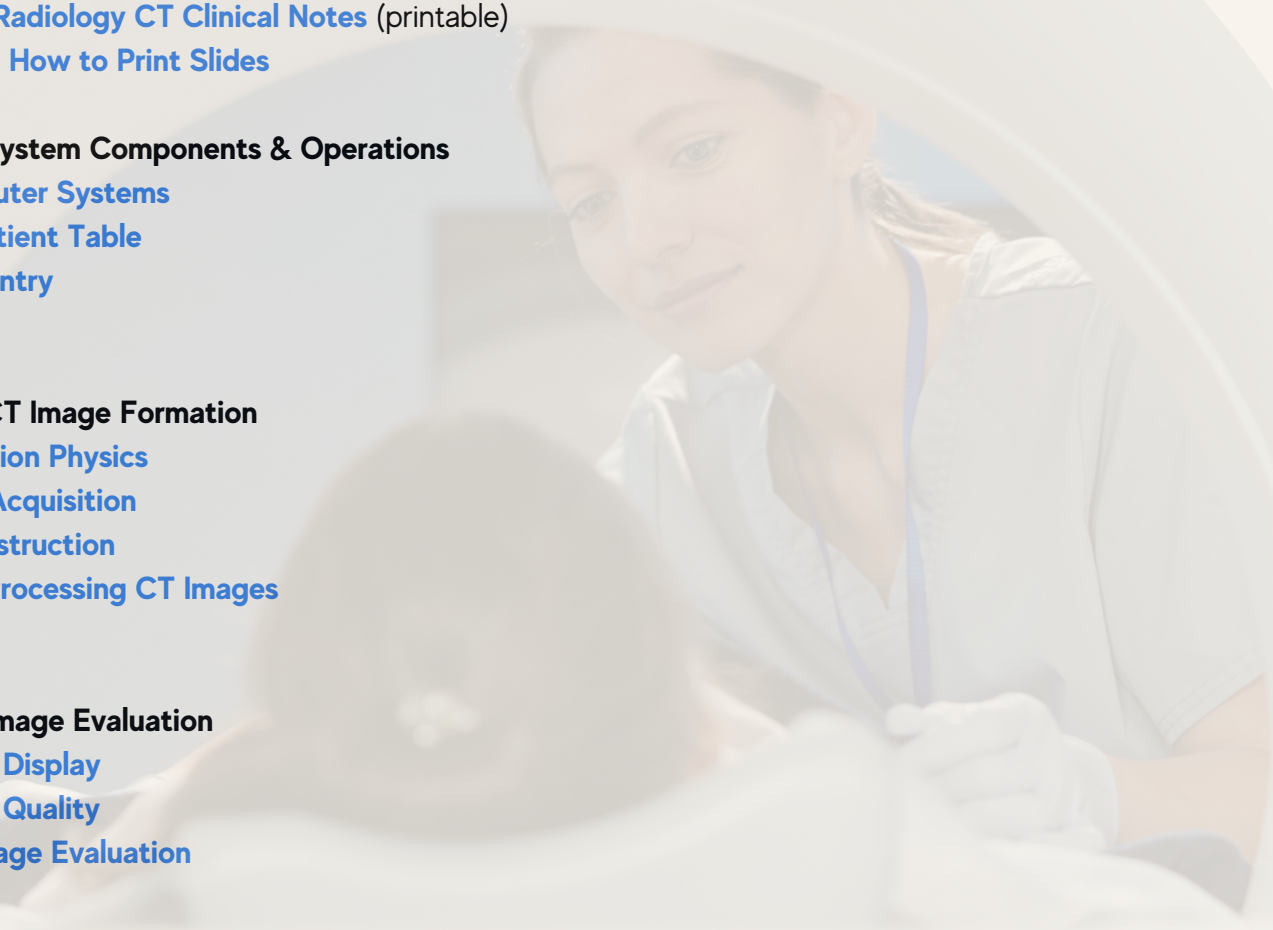 Radiology CT Clinical Notes (printable)
How to Print Slides
ystem Components & Operations
uter Systems
tient Table
ntry
CT Image Formation
ion Physics
Acquisition
struction
rocessing CT Images
mage Evaluation
Display
Quality
age Evaluation